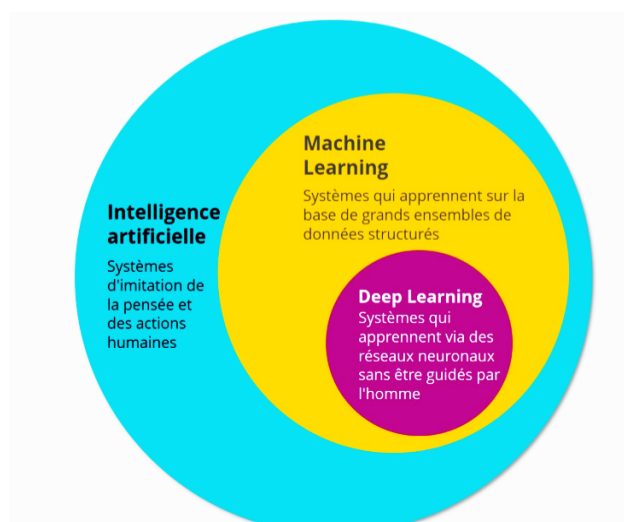 Machine
Learning
Systèmes qui apprennent sur la
base de grands ensembles de
données structurés
Intelligence
artificielle
Systèmes
d'imitation de
la pensée et
des actions
humaines
Deep Learning
Systèmes qui
apprennent via des
réseaux neuronaux
sans être guidés par
l'homme